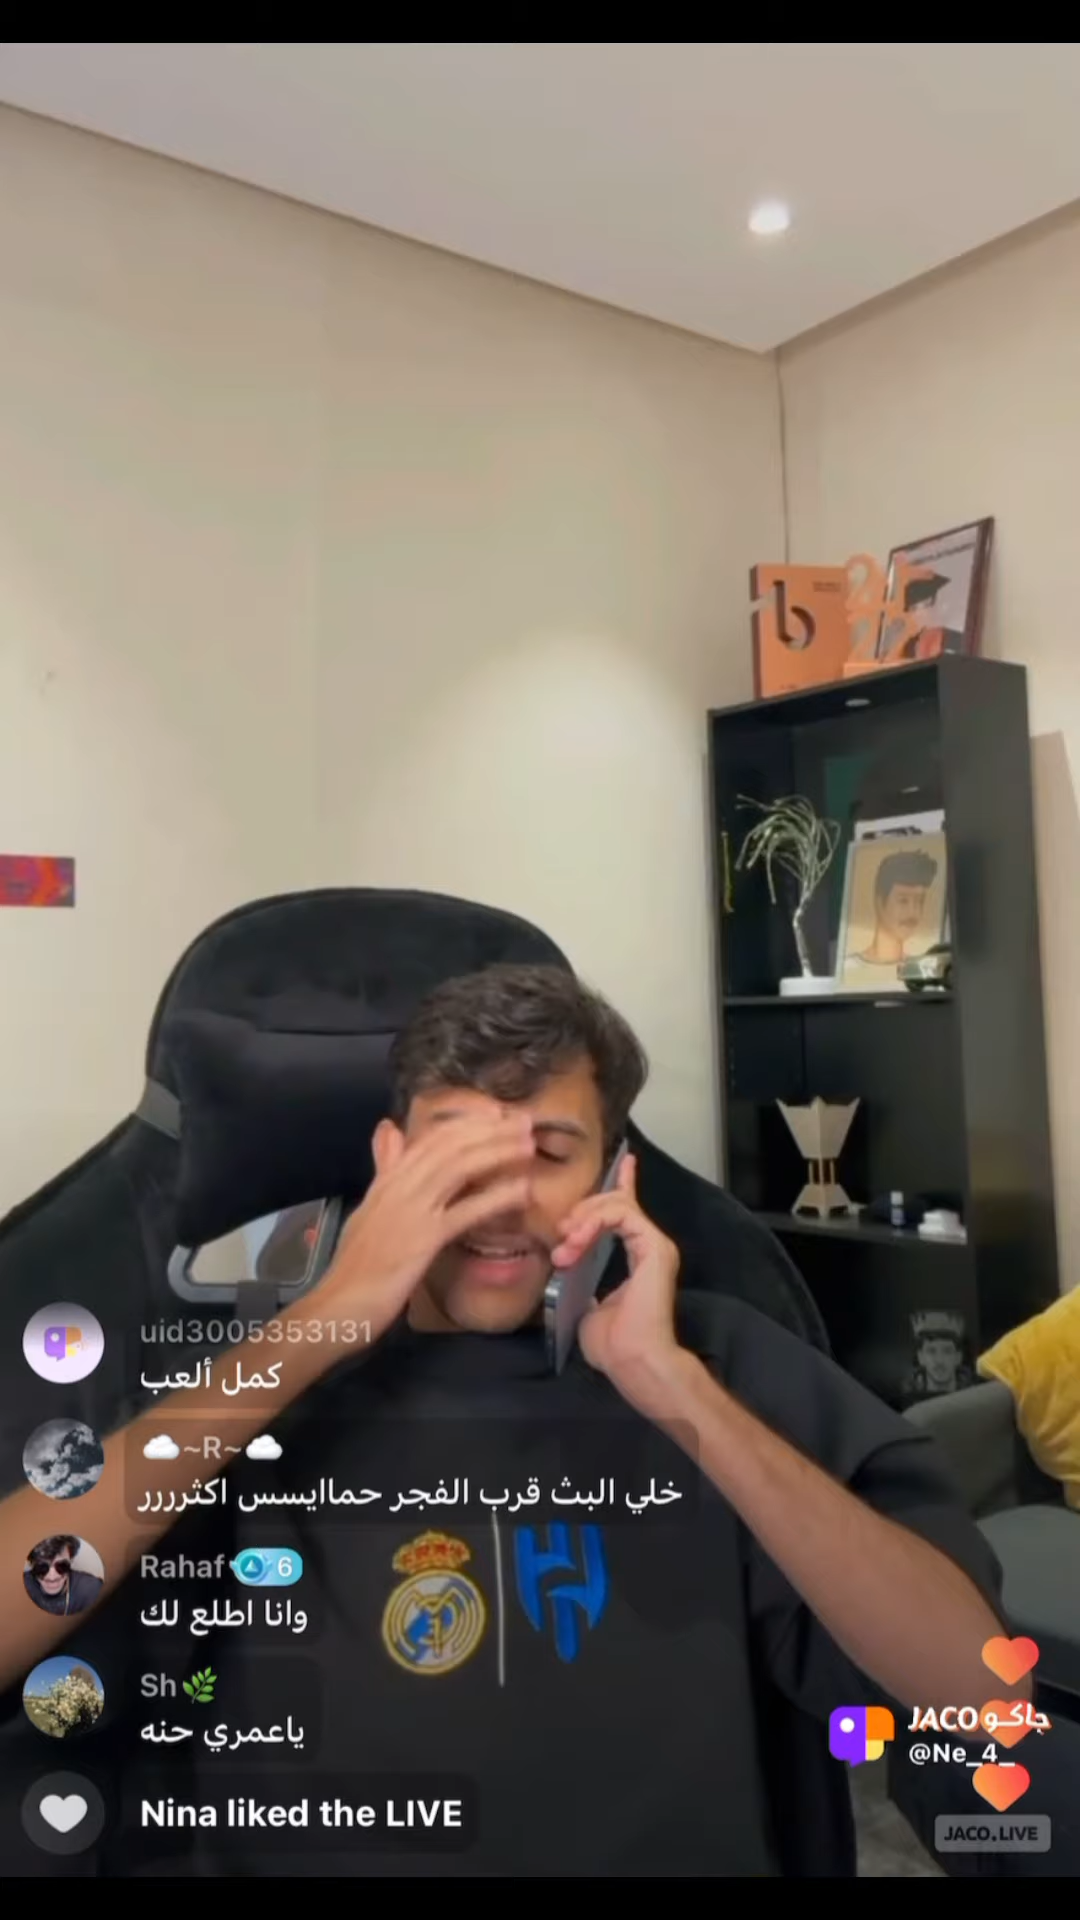 uid3005353131
كمل ألعب
~R~
خلي البث قرب الفجر حماايسس اكثرررر
Rahaf 6
وانا اطلع لك
Sh
ياعمري حنه
Nina liked the LIVE
JACO جاكو
@Ne_4_
JACO.LIVE